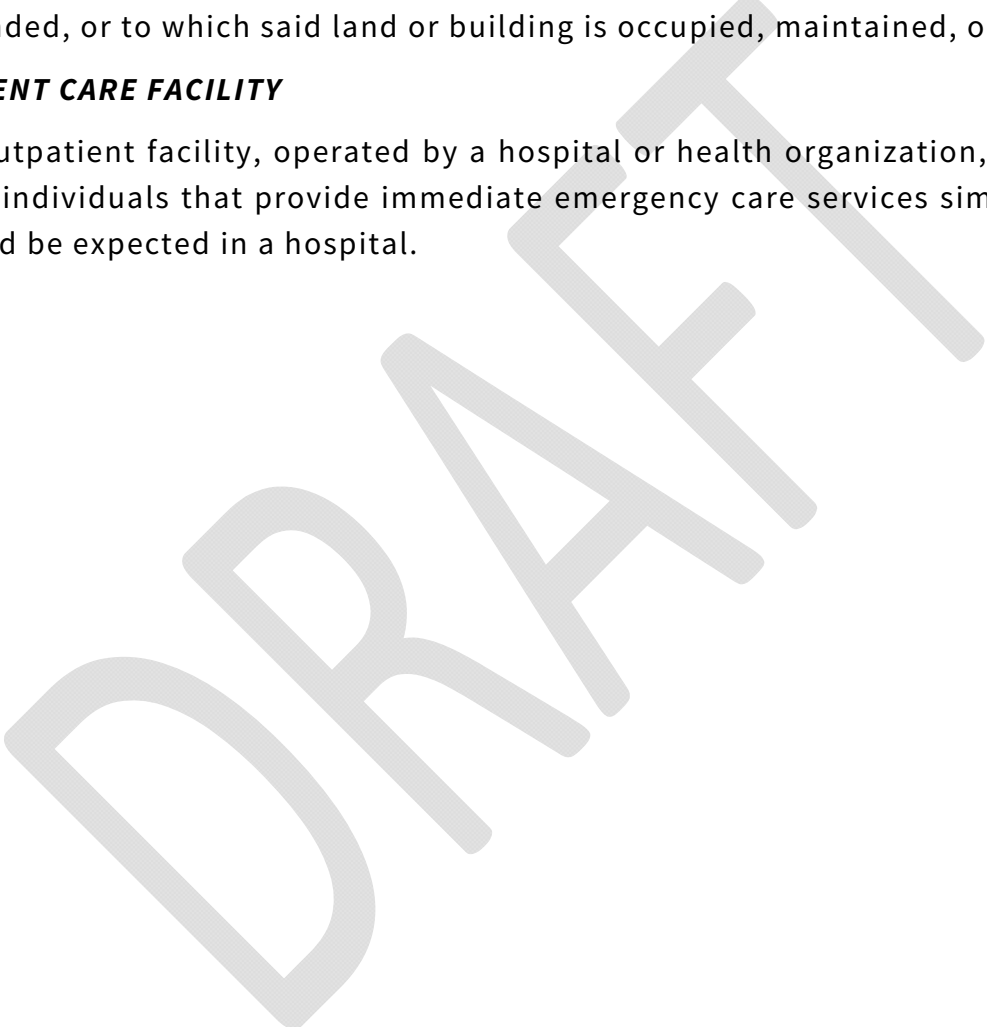 nded, or to which said land or building is occupied, maintained, o
ENT CARE FACILITY
utpatient facility, operated by a hospital or health organization,
individuals that provide immediate emergency care services sim
d be expected in a hospital.
DRAFT